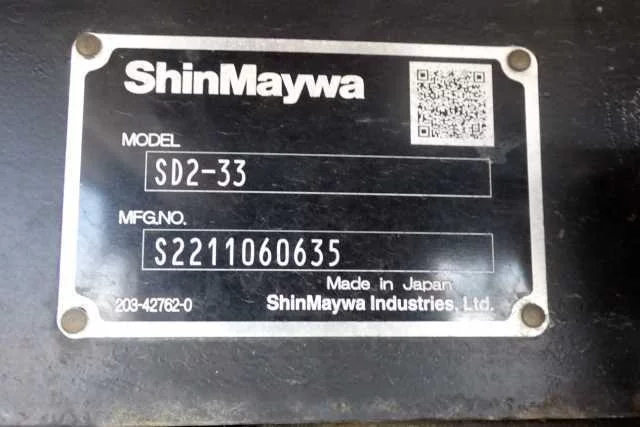 ShinMaywa
MODEL
SD2-33
MFG.NO.
S2211060635
Made in Japan
203-42762-0 ShinMaywa Industries, Ltd.